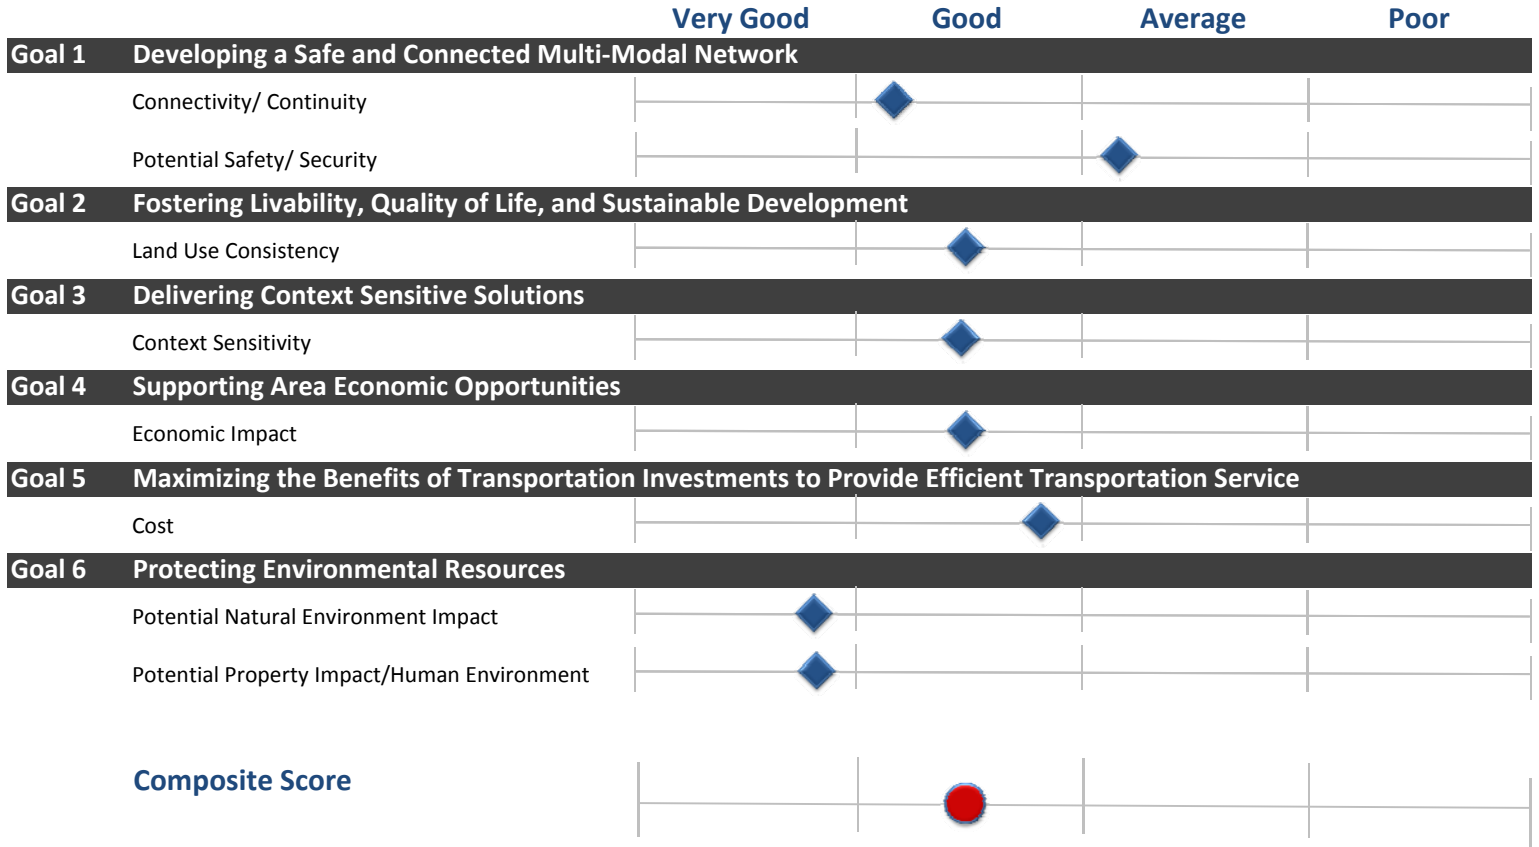 Very Good Good Average Poor
Goal 1 Developing a Safe and Connected Multi-Modal Network
Connectivity/ Continuity
Potential Safety/ Security
Goal 2 Fostering Livability, Quality of Life, and Sustainable Development
Land Use Consistency
Goal 3 Delivering Context Sensitive Solutions
Context Sensitivity
Goal 4 Supporting Area Economic Opportunities
Economic Impact
Goal 5 Maximizing the Benefits of Transportation Investments to Provide Efficient Transportation Service
Cost
Goal 6 Protecting Environmental Resources
Potential Natural Environment Impact
Potential Property Impact/Human Environment
Composite Score